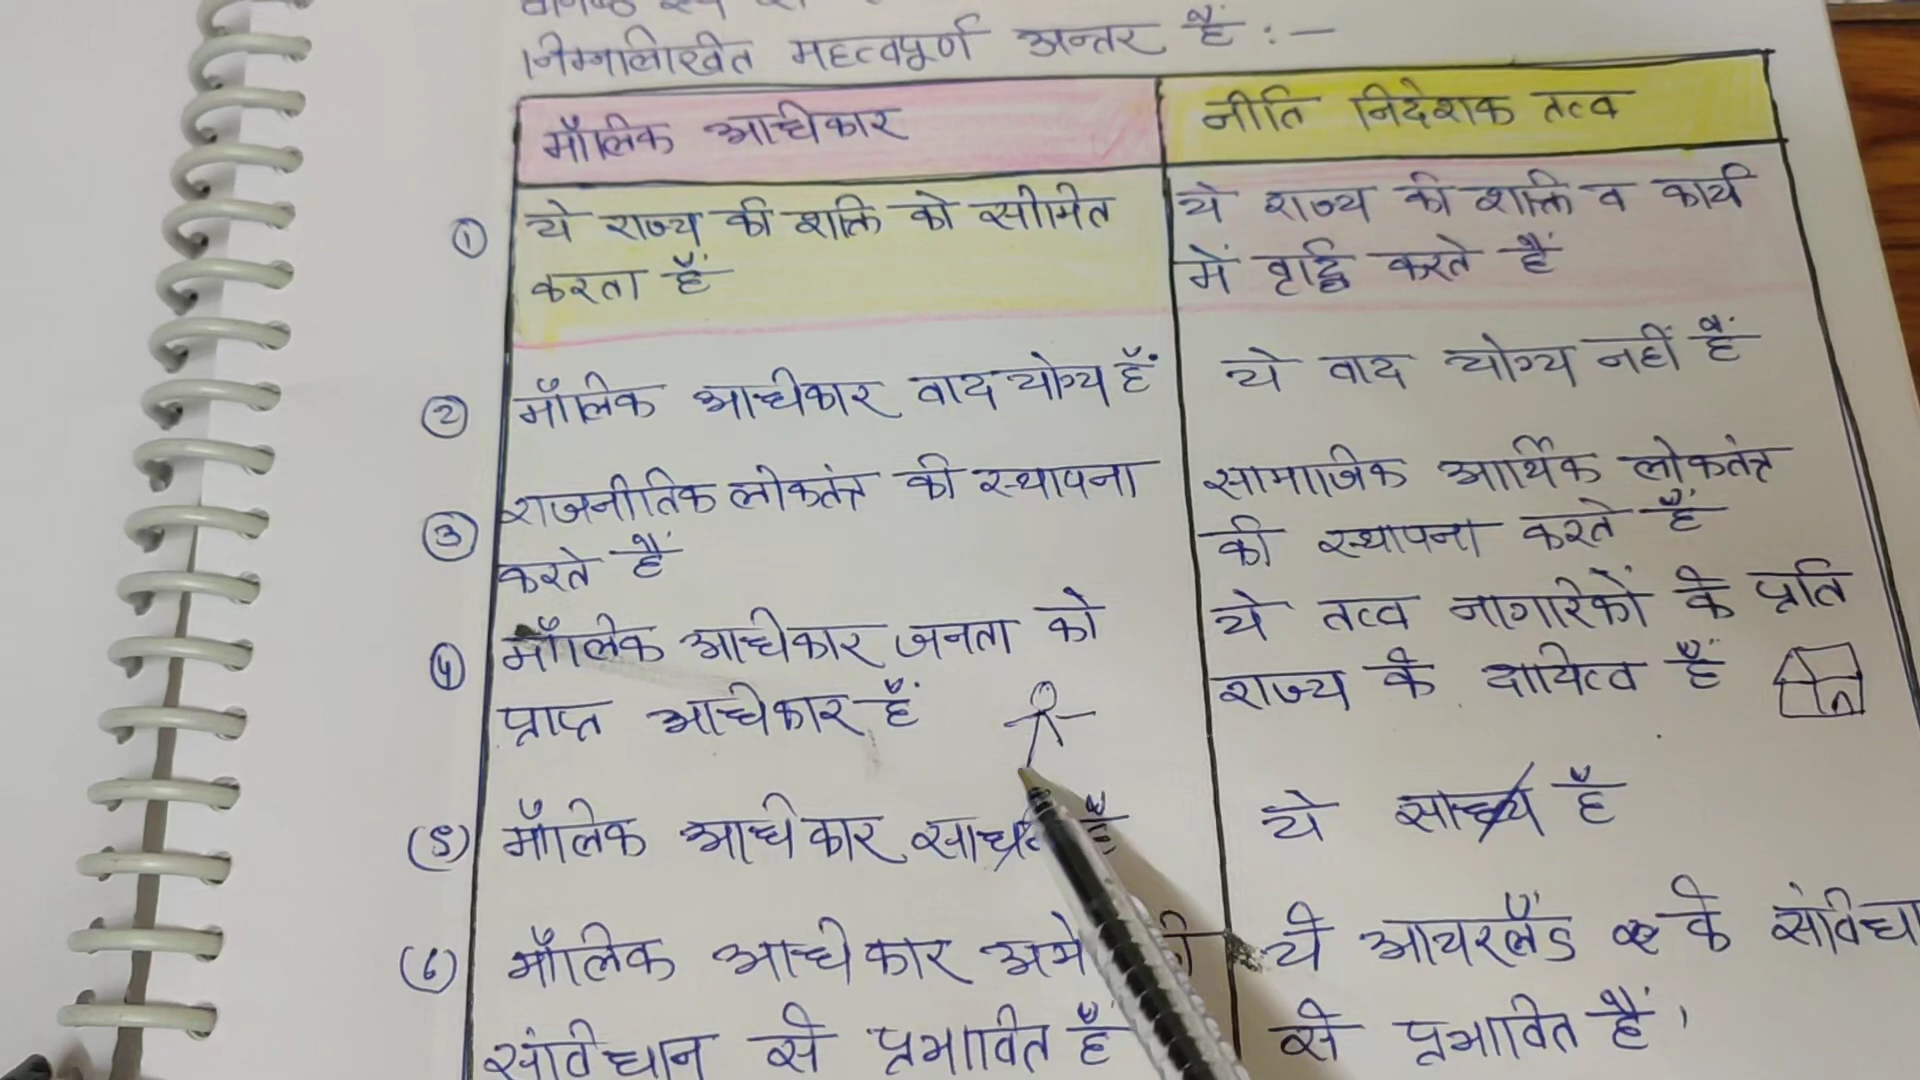 निम्नलिखित महत्वपूर्ण अन्तर हैं :-
मौलिक अधिकार
नीति निदेशक तत्व
① ये राज्य की शक्ति को सीमित
करता हैं
ये राज्य की शक्ति व कार्य
में वृद्धि करते हैं
② मौलिक अधिकार वाद योग्य हैं
ये वाद योग्य नहीं हैं
③ राजनीतिक लोकतंत्र की स्थापना
करते हैं
सामाजिक आर्थिक लोकतंत्र
की स्थापना करते हैं
④ मौलिक अधिकार जनता को
प्राप्त अधिकार हैं
ये तत्व नागरिकों के प्रति
राज्य के दायित्व हैं
(5) मौलिक अधिकार है
ये साध्य हैं
(6) मौलिक अधिकार
संविधान से प्रभावित हैं
ये आयरलैंड के
से प्रभावित हैं।